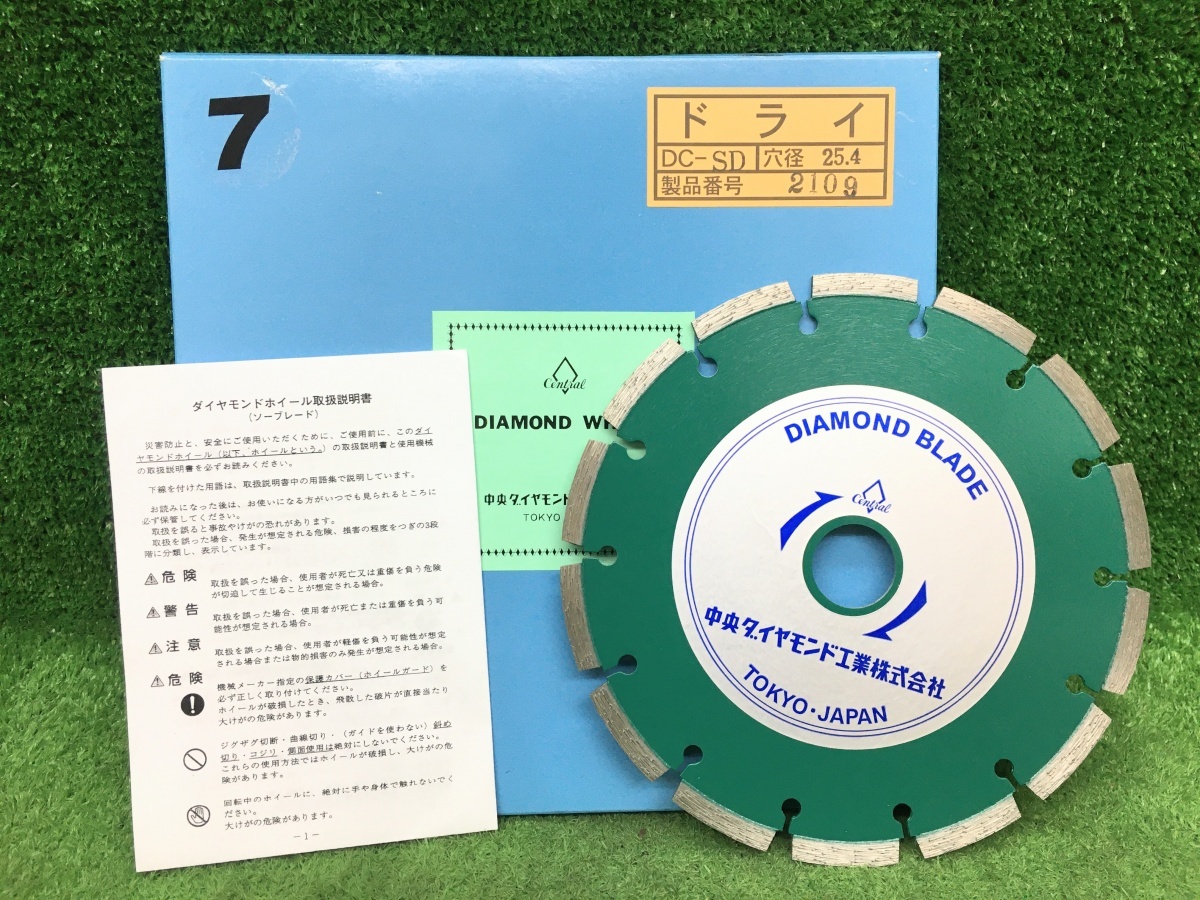 7
ドライ
DC-SD 穴径 25.4
製品番号 2109
Central
DIAMOND
中央ダイヤモンド
TOKYO
ダイヤモンドホイール取扱説明書
(ソーブレード)
災害防止と、安全にご使用いただくために、ご使用前に、このダイ
ヤモンドホイール(以下、ホイールという。)の取扱説明書と使用機械
の取扱説明書を必ずお読みください。
下線を付けた用語は、取扱説明書中の用語集で説明しています。
お読みになった後は、お使いになる方がいつでも見られるところに
必ず保管してください。
取扱を誤ると事故やけがの恐れがあります。
取扱を誤った場合、発生が想定される危険、損害の程度をつぎの3段
階に分類し、表示しています。
危険 取扱を誤った場合、使用者が死亡又は重傷を負う危険
が切迫して生じることが想定される場合。
警告 取扱を誤った場合、使用者が死亡または重傷を負う可
能性が想定される場合。
注意 取扱を誤った場合、使用者が軽傷を負う可能性が想定
される場合または物的損害のみ発生が想定される場合。
危険 機械メーカー指定の保護カバー(ホイールガード)を
必ず正しく取り付けてください。
ホイールが破損したとき、飛散した破片が直接当たり
大けがの危険があります。
ジグザグ切断・曲線切り・(ガイドを使わない)斜め
切り・コジリ・側面使用は絶対にしないでください。
これらの使用方法ではホイールが破損し、大けがの危
険があります。
回転中のホイールに、絶対に手や身体で触れないでく
ださい。
大けがの危険があります。
-1-
DIAMOND BLADE
Central
中央ダイヤモンド工業株式会社
TOKYO・JAPAN